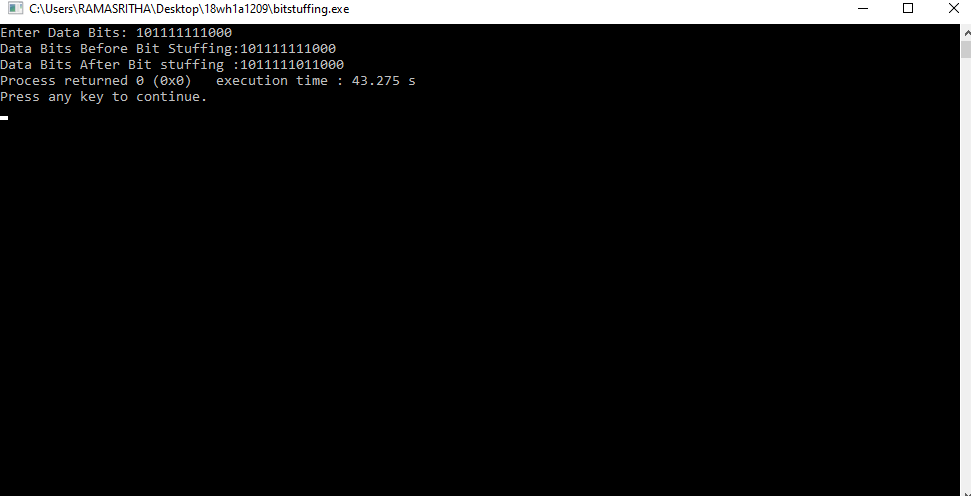 C:\Users\RAMASRITHA\Desktop\18wh1a1209\bitstuffing.exe
Enter Data Bits: 101111111000
Data Bits Before Bit Stuffing:101111111000
Data Bits After Bit stuffing :1011111011000
Process returned 0 (0x0)   execution time : 43.275 s
Press any key to continue.